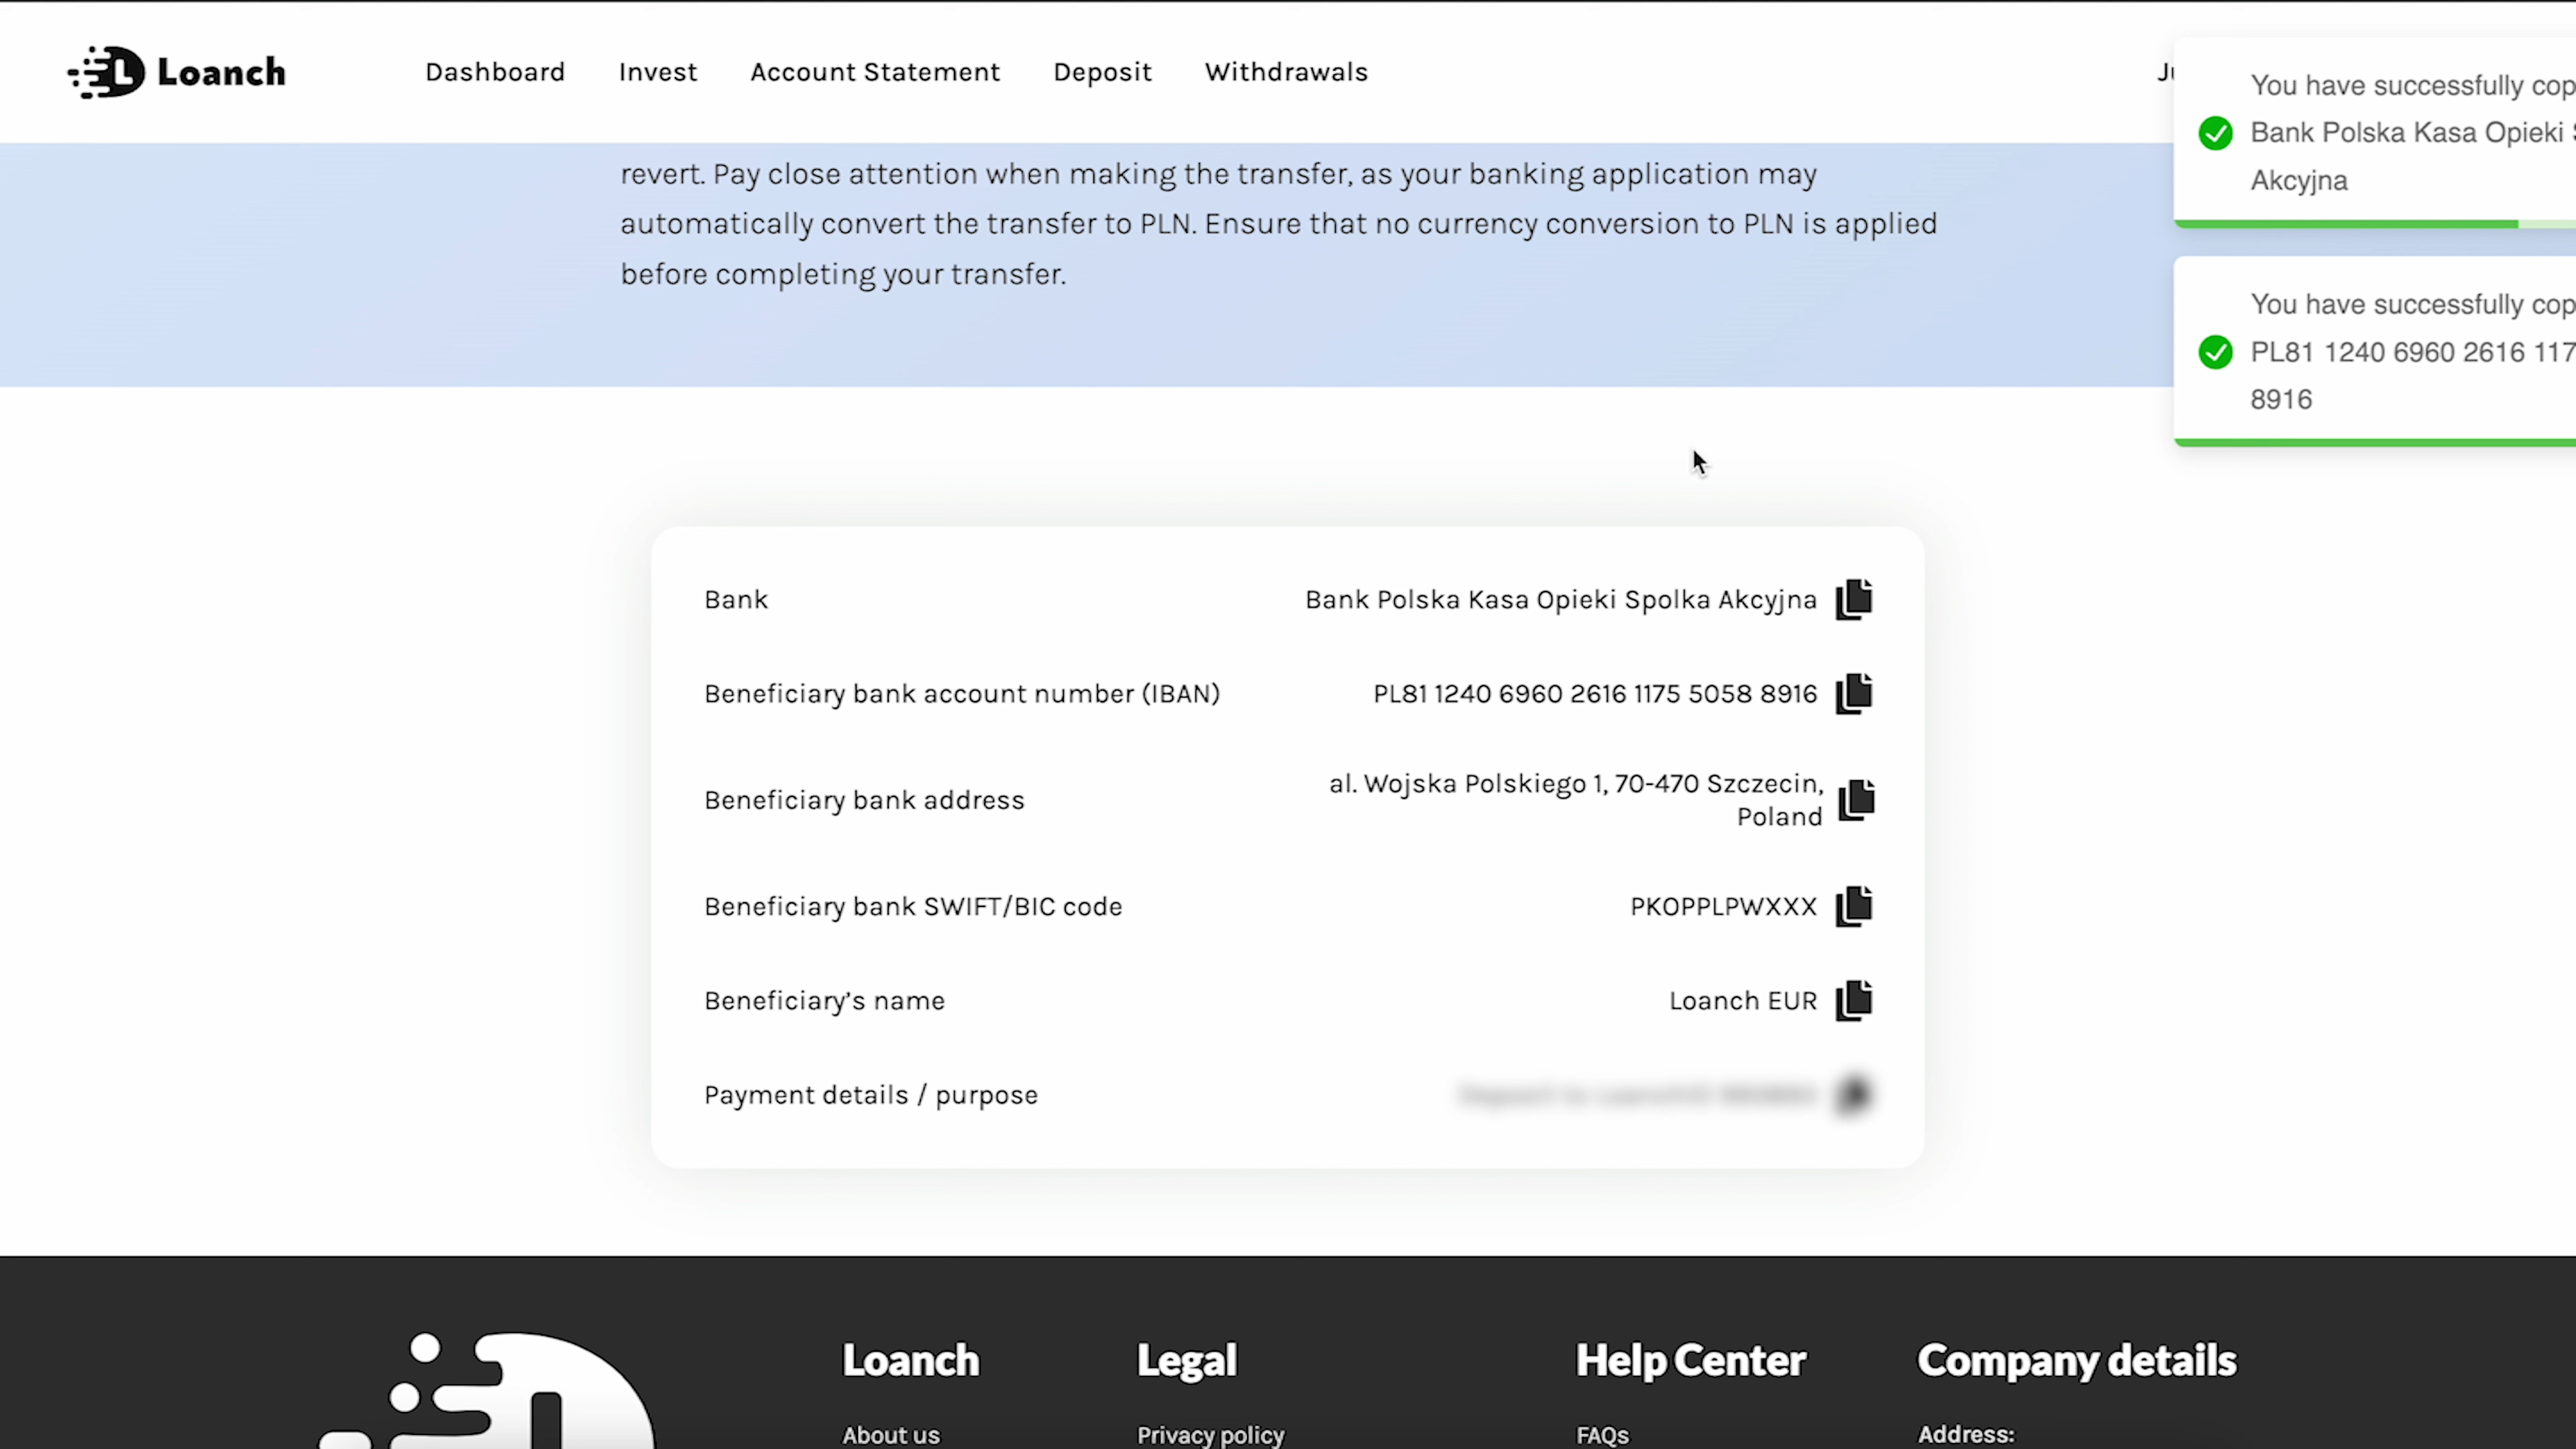 Loanch
Dashboard
Invest
Account Statement
Deposit
Withdrawals
You have successfully
Bank Polska Kasa Opieki
Akcyjna
You have successfully
PL81 1240 6960 2616 117
8916
revert. Pay close attention when making the transfer, as your banking application may
automatically convert the transfer to PLN. Ensure that no currency conversion to PLN is applied
before completing your transfer.
Bank
Bank Polska Kasa Opieki Spolka Akcyjna
Beneficiary bank account number (IBAN)
PL81 1240 6960 2616 1175 5058 8916
Beneficiary bank address
al. Wojska Polskiego 1, 70-470 Szczecin,
Poland
Beneficiary bank SWIFT/BIC code
PKOPPLPWXXX
Beneficiary's name
Loanch EUR
Payment details / purpose
Loanch
Legal
Help Center
Company details
About us
Privacy policy
FAQs
Address: